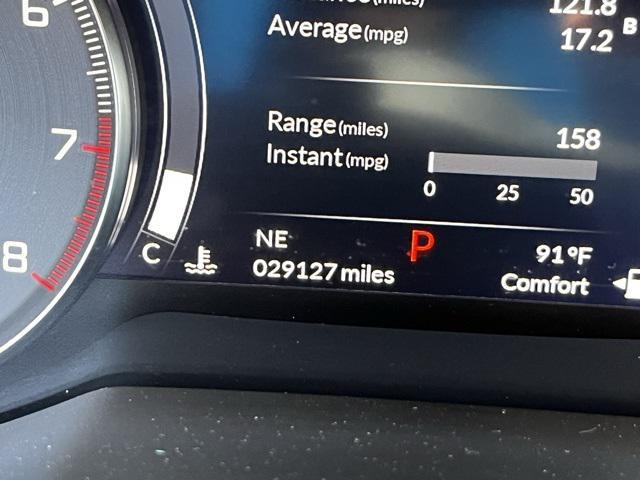 6
7
8
121.8
Average (mpg) 17.2
B
Range (miles) 158
Instant (mpg)
0 25 50
C
NE P 91°F
029127 miles Comfort